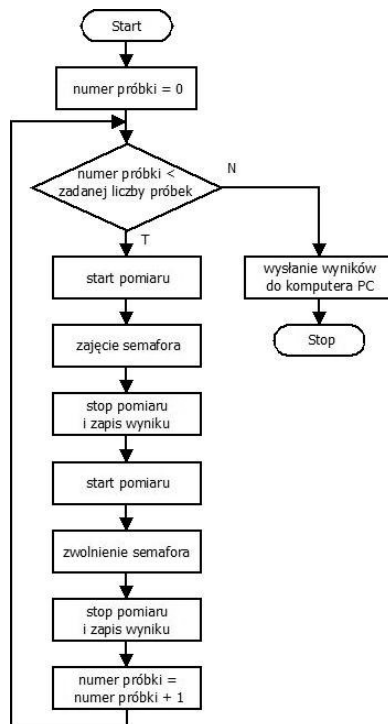 Start
numer próbki = 0
numer próbki <
zadanej liczby próbek
N
T
start pomiaru
wysłanie wyników
do komputera PC
zajęcie semafora
Stop
stop pomiaru
i zapis wyniku
start pomiaru
zwolnienie semafora
stop pomiaru
i zapis wyniku
numer próbki =
numer próbki + 1